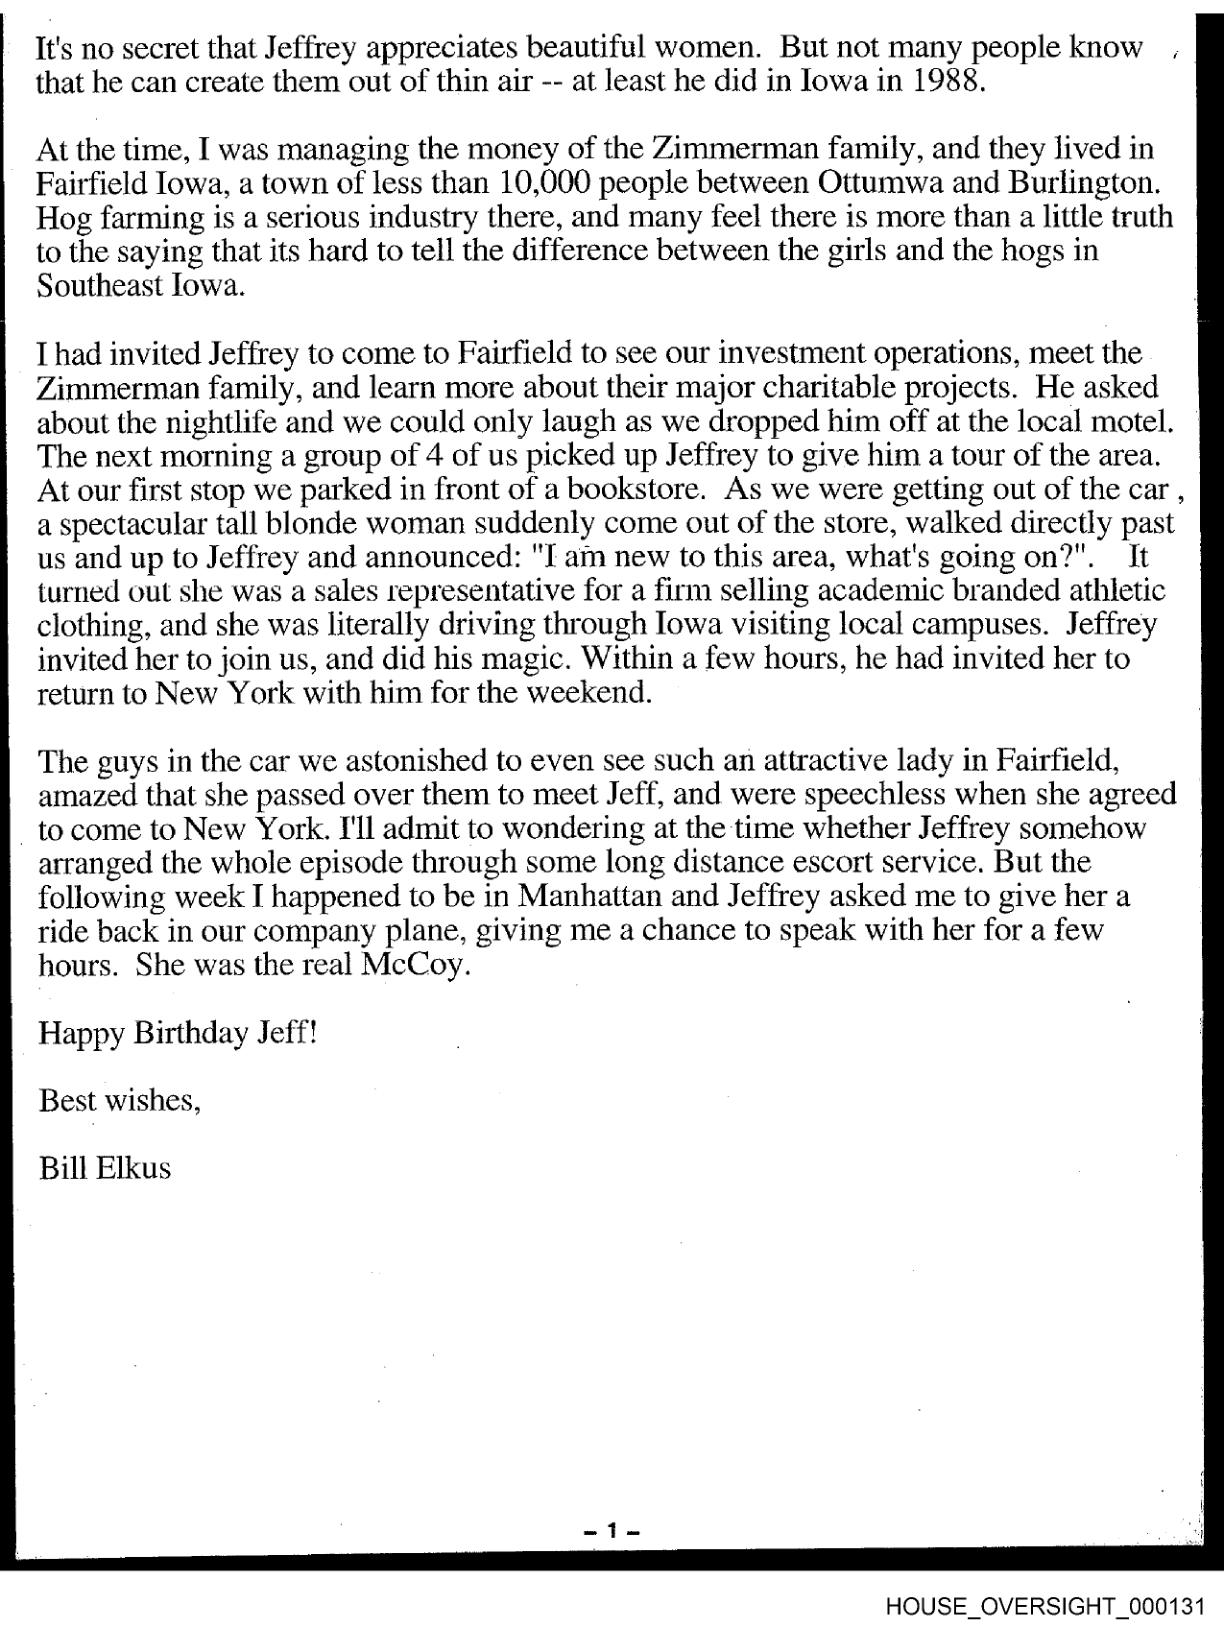 It's no secret that Jeffrey appreciates beautiful women.  But not many people know
that he can create them out of thin air -- at least he did in Iowa in 1988.
At the time, I was managing the money of the Zimmerman family, and they lived in
Fairfield Iowa, a town of less than 10,000 people between Ottumwa and Burlington.
Hog farming is a serious industry there, and many feel there is more than a little truth
to the saying that its hard to tell the difference between the girls and the hogs in
Southeast Iowa.
I had invited Jeffrey to come to Fairfield to see our investment operations, meet the
Zimmerman family, and learn more about their major charitable projects.  He asked
about the nightlife and we could only laugh as we dropped him off at the local motel.
The next morning a group of 4 of us picked up Jeffrey to give him a tour of the area.
At our first stop we parked in front of a bookstore.  As we were getting out of the car ,
a spectacular tall blonde woman suddenly come out of the store, walked directly past
us and up to Jeffrey and announced: "I am new to this area, what's going on?".    It
turned out she was a sales representative for a firm selling academic branded athletic
clothing, and she was literally driving through Iowa visiting local campuses.  Jeffrey
invited her to join us, and did his magic. Within a few hours, he had invited her to
return to New York with him for the weekend.
The guys in the car we astonished to even see such an attractive lady in Fairfield,
amazed that she passed over them to meet Jeff, and were speechless when she agreed
to come to New York. I'll admit to wondering at the time whether Jeffrey somehow
arranged the whole episode through some long distance escort service. But the
following week I happened to be in Manhattan and Jeffrey asked me to give her a
ride back in our company plane, giving me a chance to speak with her for a few
hours.  She was the real McCoy.
Happy Birthday Jeff!
Best wishes,
Bill Elkus
– 1 –
HOUSE_OVERSIGHT_000131